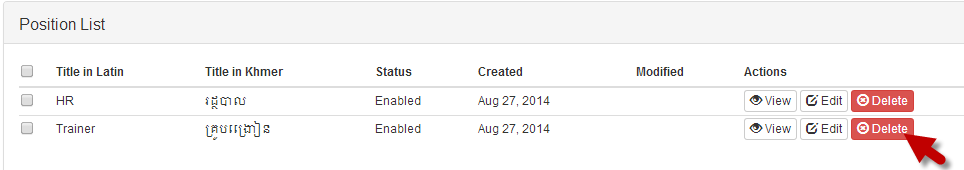 Position List
Title in Latin Title in Khmer Status Created Modified Actions
HR រដ្ឋបាល Enabled Aug 27, 2014 View Edit Delete
Trainer គ្រូបង្រៀន Enabled Aug 27, 2014 View Edit Delete